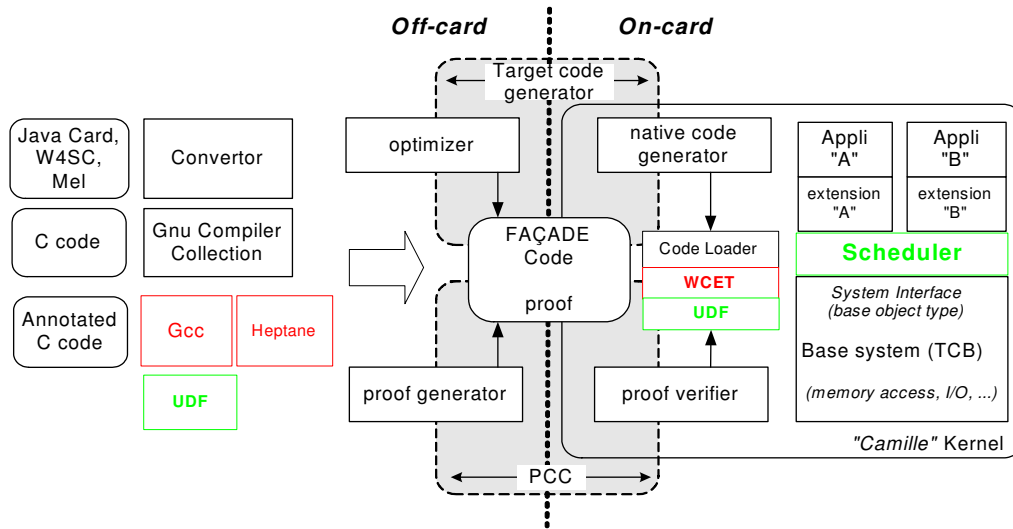 Off-card
On-card
Target code
generator
Java Card,
W4SC,
Mel
Convertor
optimizer
native code
generator
Appli
"A"
Appli
"B"
extension
"A"
extension
"B"
C code
Gnu Compiler
Collection
FAÇADE
Code
proof
Code Loader
WCET
UDF
Scheduler
System Interface
(base object type)
Base system (TCB)
(memory access, I/O, ...)
Annotated
C code
Gcc
Heptane
UDF
proof generator
proof verifier
"Camille" Kernel
PCC